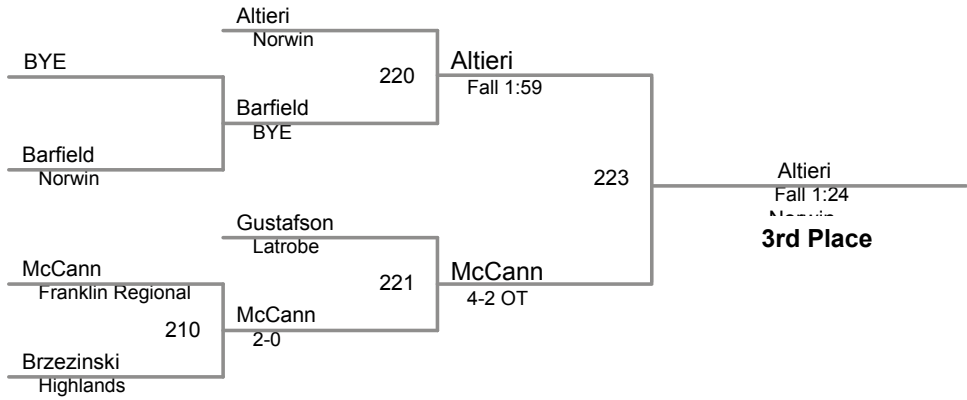 Altieri
Norwin
BYE
220
Altieri
Fall 1:59
Barfield
BYE
Barfield
Norwin
223
Altieri
Fall 1:24
Norwin
3rd Place
Gustafson
Latrobe
McCann
Franklin Regional
221
McCann
4-2 OT
210
McCann
2-0
Brzezinski
Highlands